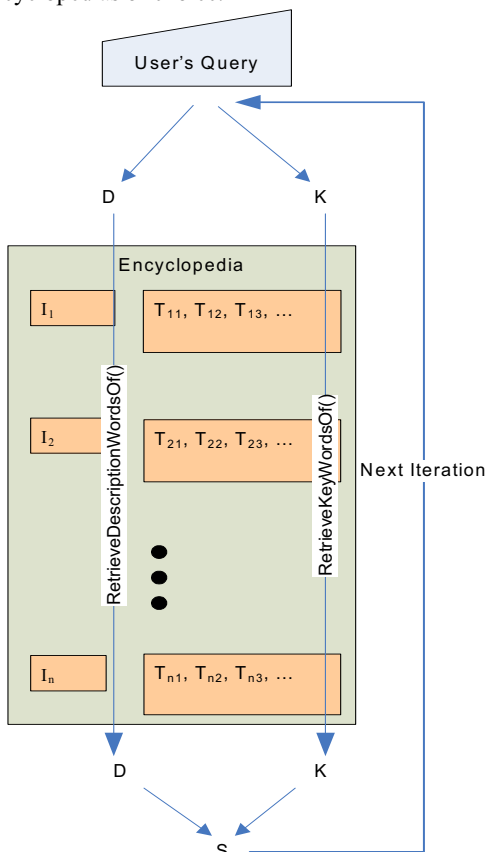 User's Query
D
K
Encyclopedia
I₁
T₁₁, T₁₂, T₁₃, ...
I₂
T₂₁, T₂₂, T₂₃, ...
RetrieveDescriptionWordsOf()
RetrieveKeyWordsOf()
Next Iteration
Iₙ
Tₙ₁, Tₙ₂, Tₙ₃, ...
D
K
S